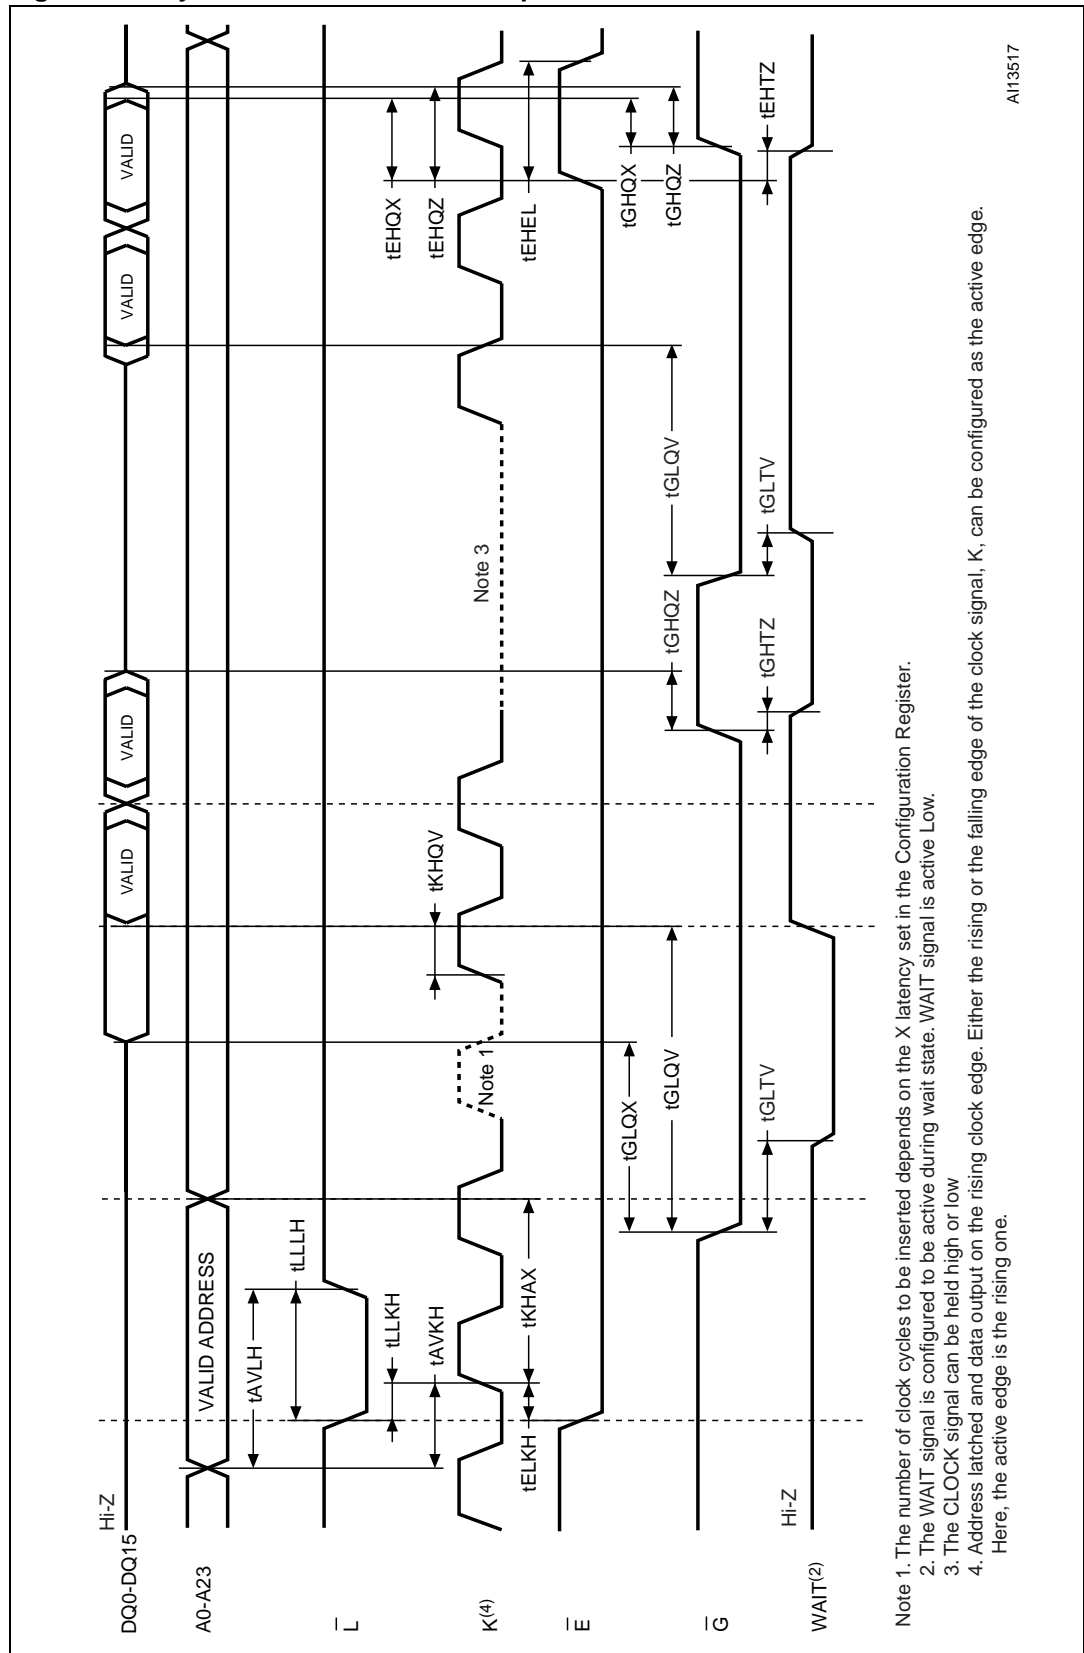 Hi-Z
DQ0-DQ15
VALID
VALID
VALID
VALID
A0-A23
VALID ADDRESS
tAVLH
tLLLH
L
tLLKH
tEHQX
tAVKH
tKHQV
tEHQZ
K(4)
Note 1
Note 3
tELKH
tKHAX
tEHEL
E
tGLQX
tGHQX
tGLQV
tGHQZ
tGLQV
tGHQZ
G
tGLTV
tGHTZ
tGLTV
tEHTZ
Hi-Z
WAIT(2)
Note 1. The number of clock cycles to be inserted depends on the X latency set in the Configuration Register.
2. The WAIT signal is configured to be active during wait state. WAIT signal is active Low.
3. The CLOCK signal can be held high or low
4. Address latched and data output on the rising clock edge. Either the rising or the falling edge of the clock signal, K, can be configured as the active edge.
Here, the active edge is the rising one.
AI13517